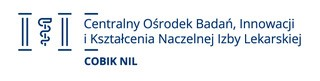 Centralny Ośrodek Badań, Innowacji
i Kształcenia Naczelnej Izby Lekarskiej
COBIK NIL